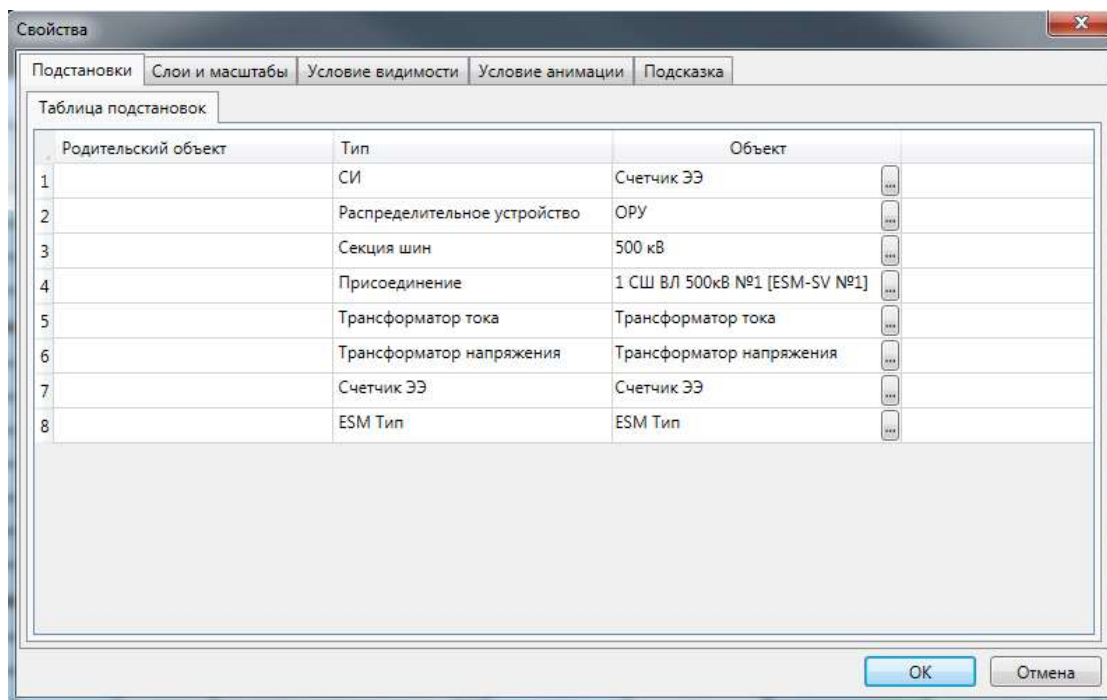 Свойства
Подстановки Слои и масштабы Условие видимости Условие анимации Подсказка
Таблица подстановок
Родительский объект Тип Объект
1 СИ Счетчик ЭЭ ...
2 Распределительное устройство ОРУ ...
3 Секция шин 500 кВ ...
4 Присоединение 1 СШ ВЛ 500кВ №1 [ESM-SV №1] ...
5 Трансформатор тока Трансформатор тока ...
6 Трансформатор напряжения Трансформатор напряжения ...
7 Счетчик ЭЭ Счетчик ЭЭ ...
8 ESM Тип ESM Тип ...
OK Отмена